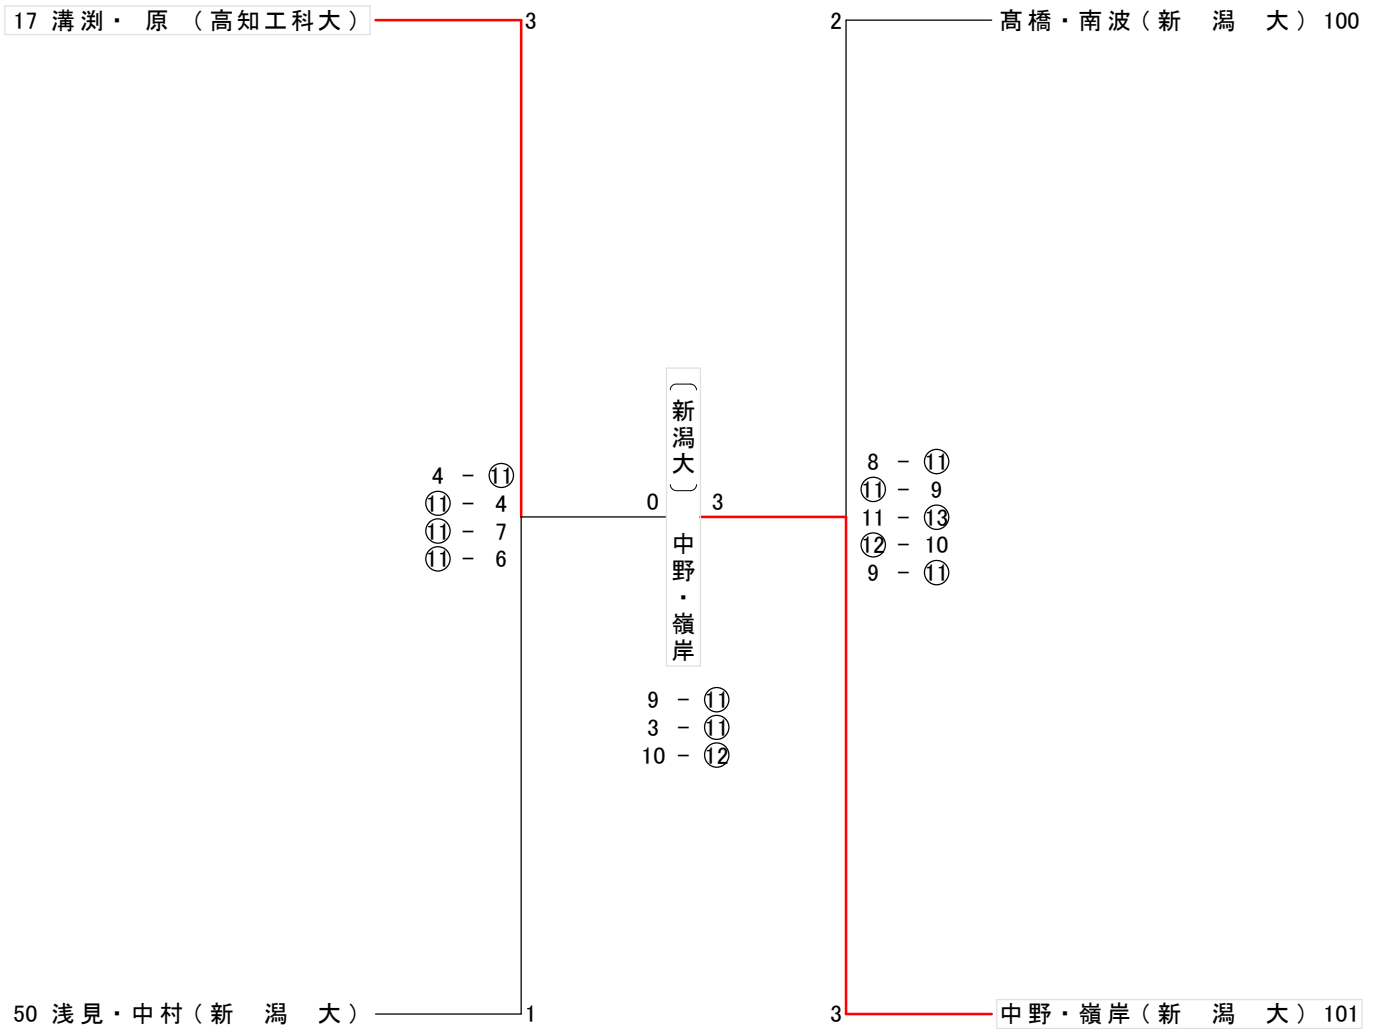 17 溝渕・ 原 （高知工科大）
3
2
髙橋・南波（新 潟 大）100
（新潟大） 中野・嶺岸
4 － ⑪
⑪ － 4
⑪ － 7
⑪ － 6
0
3
8 － ⑪
⑪ － 9
11 － ⑬
⑫ － 10
9 － ⑪
9 － ⑪
3 － ⑪
10 － ⑫
50 浅見・中村（新 潟 大）
1
3
中野・嶺岸（新 潟 大）101